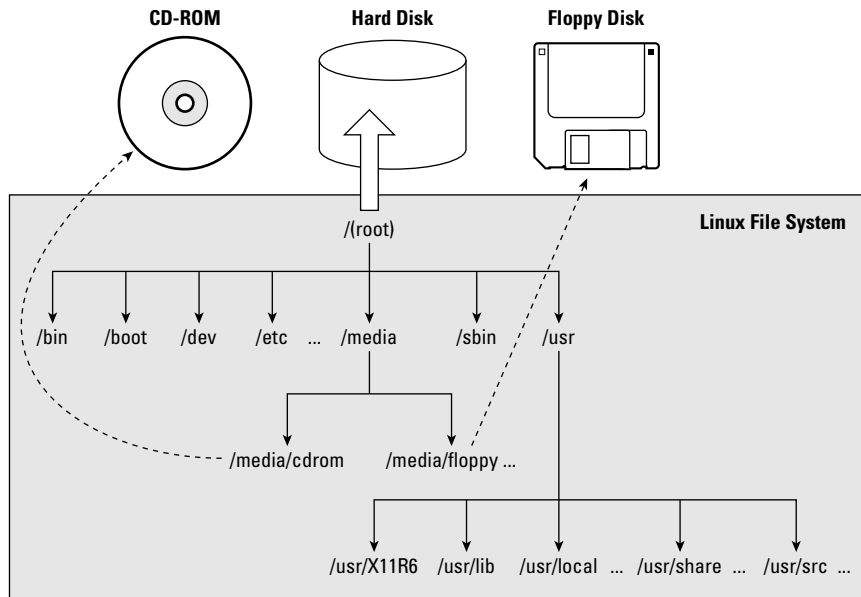 CD-ROM Hard Disk Floppy Disk
/(root)
Linux File System
/bin /boot /dev /etc ... /media /sbin /usr
/media/cdrom /media/floppy ...
/usr/X11R6 /usr/lib /usr/local ... /usr/share ... /usr/src ...